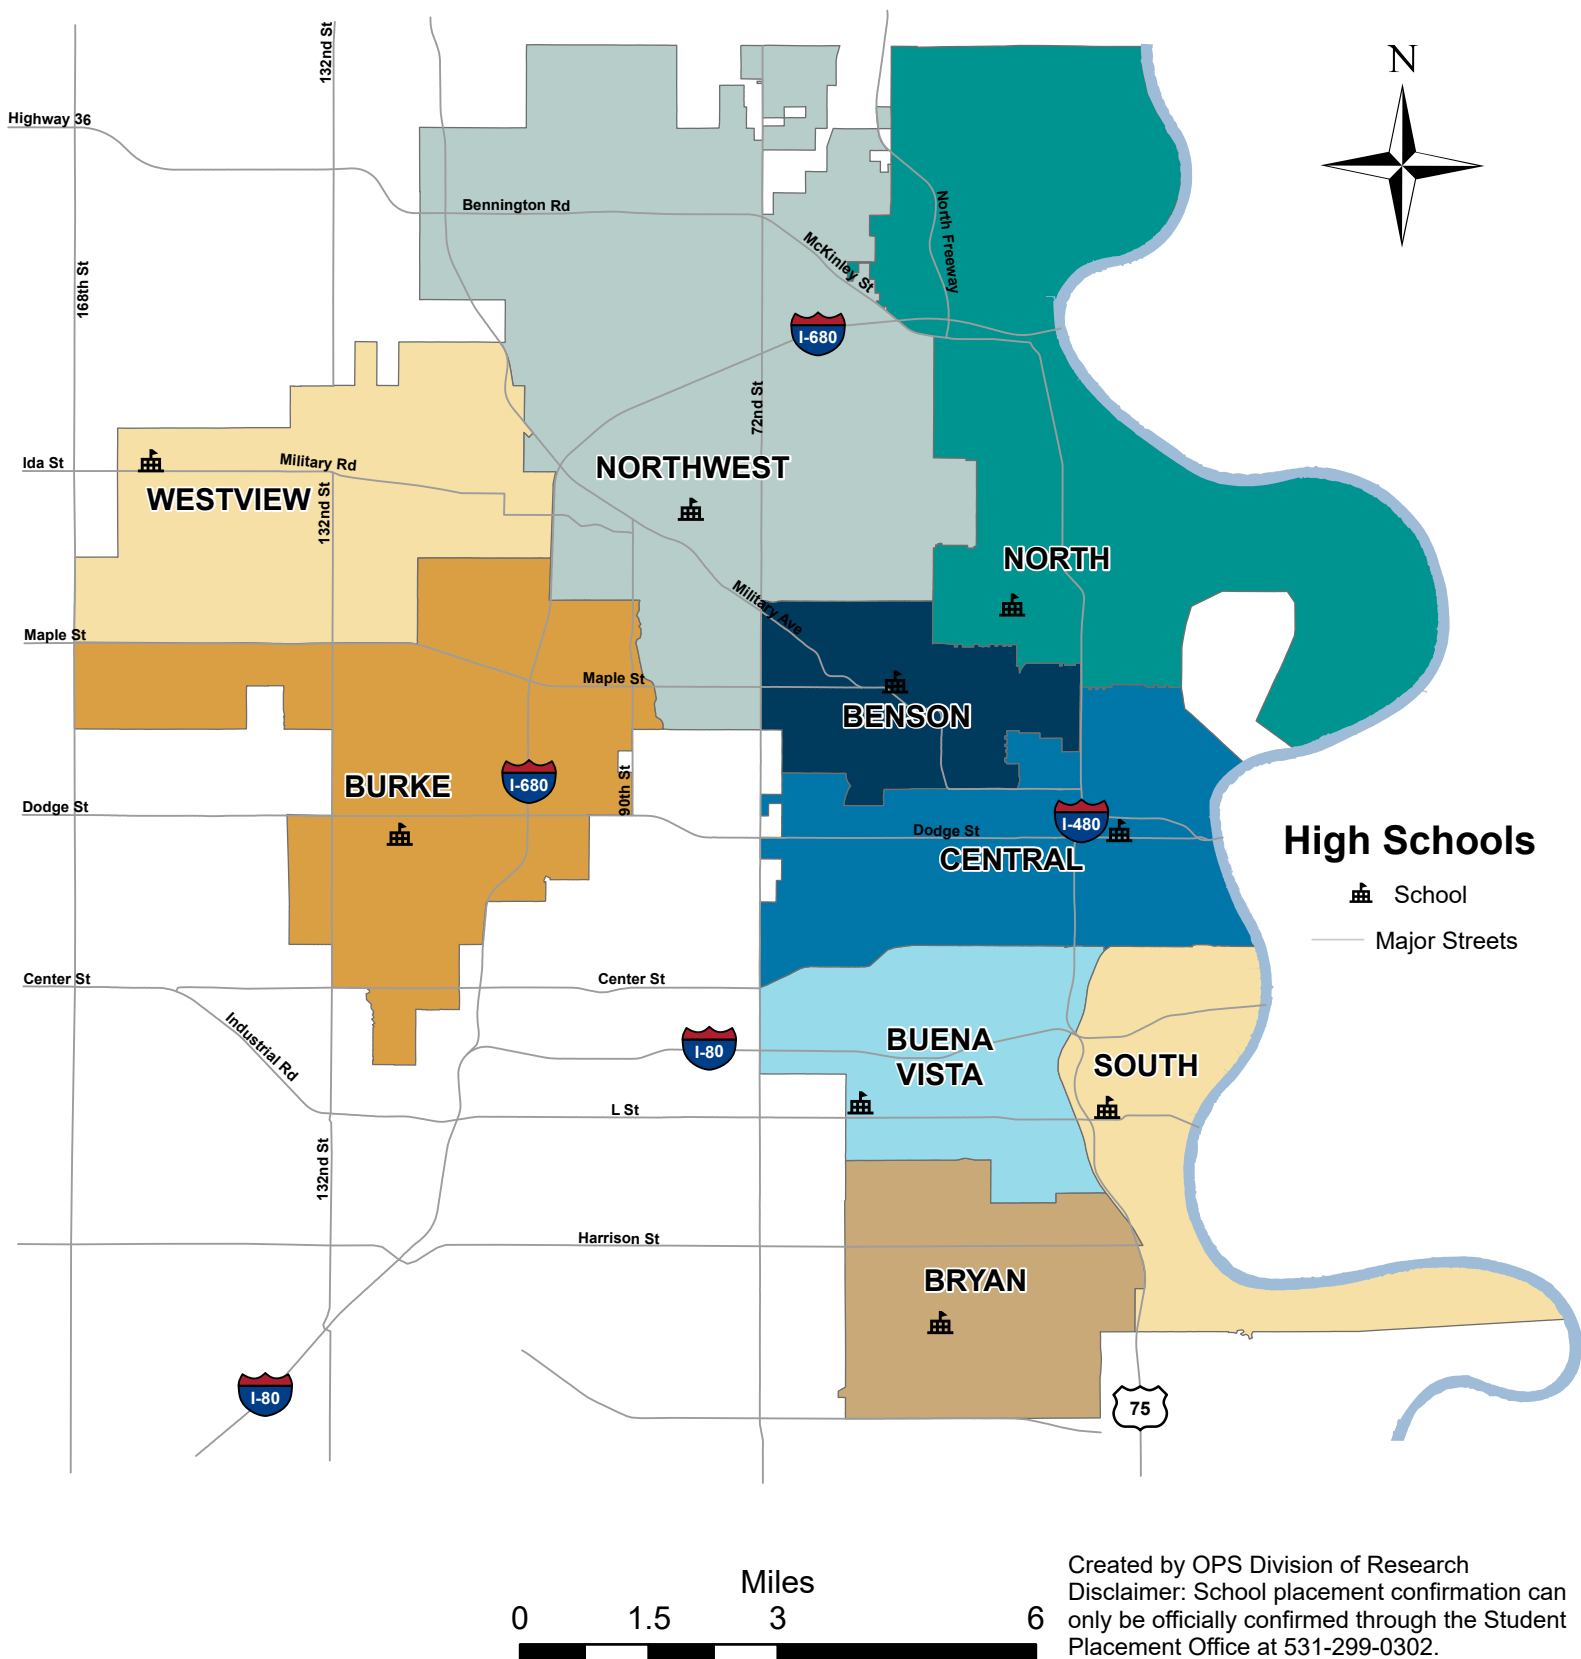 132nd St
N
Highway 36
Bennington Rd
North Freeway
McKinley St
168th St
I-680
72nd St
Ida St
Military Rd
NORTHWEST
WESTVIEW
132nd St
NORTH
Military Ave
Maple St
Maple St
BENSON
BURKE
I-680
90th St
Dodge St
I-480
Dodge St
CENTRAL
High Schools
School
Major Streets
Center St
Center St
Industrial Rd
I-80
BUENA
VISTA
SOUTH
L St
132nd St
Harrison St
BRYAN
I-80
75
Miles
0 1.5 3 6
Created by OPS Division of Research
Disclaimer: School placement confirmation can
only be officially confirmed through the Student
Placement Office at 531-299-0302.